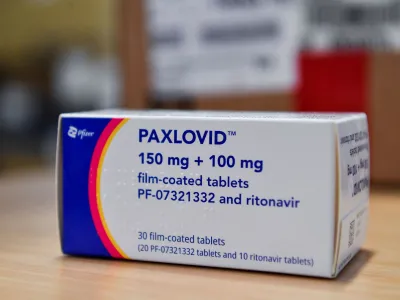 Pfizer
PAXLOVID™
150 mg + 100 mg
film-coated tablets
PF-07321332 and ritonavir
30 film-coated tablets
(20 PF-07321332 tablets and 10 ritonavir tablets)